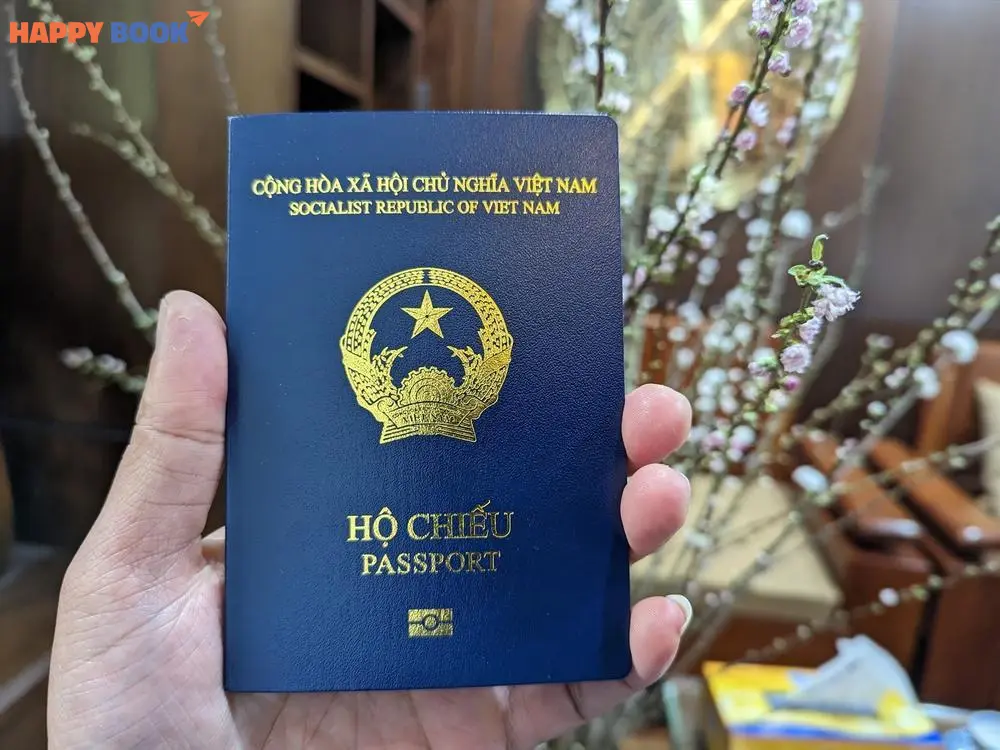 HAPPY BOOK
CỘNG HÒA XÃ HỘI CHỦ NGHĨA VIỆT NAM
SOCIALIST REPUBLIC OF VIET NAM
HỘ CHIẾU
PASSPORT